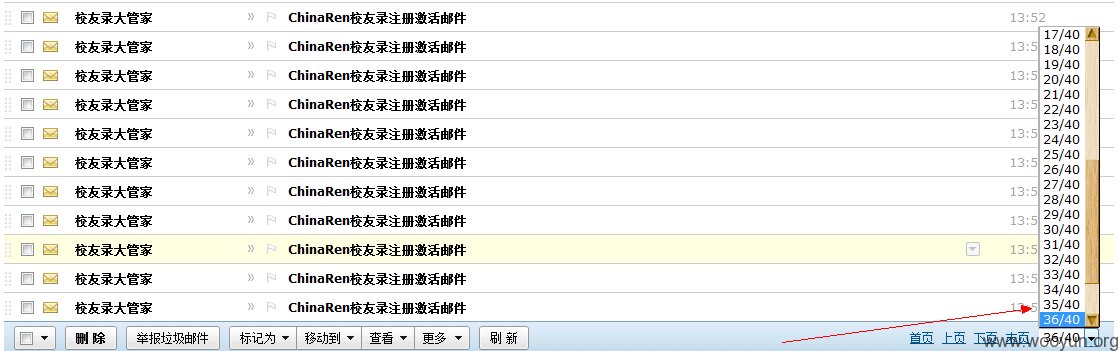 校友录大管家 » ChinaRen校友录注册激活邮件 13:52
校友录大管家 » ChinaRen校友录注册激活邮件 13:5
校友录大管家 » ChinaRen校友录注册激活邮件 13:5
校友录大管家 » ChinaRen校友录注册激活邮件 13:5
校友录大管家 » ChinaRen校友录注册激活邮件 13:5
校友录大管家 » ChinaRen校友录注册激活邮件 13:5
校友录大管家 » ChinaRen校友录注册激活邮件 13:5
校友录大管家 » ChinaRen校友录注册激活邮件 13:5
校友录大管家 » ChinaRen校友录注册激活邮件 13:5
校友录大管家 » ChinaRen校友录注册激活邮件 13:5
校友录大管家 » ChinaRen校友录注册激活邮件 13:5
17/40
18/40
19/40
20/40
21/40
22/40
23/40
24/40
25/40
26/40
27/40
28/40
29/40
30/40
31/40
32/40
33/40
34/40
35/40
36/40
删 除 举报垃圾邮件 标记为 移动到 查看 更多 刷 新 首页 上页 下页 末页 36/40
www.wooyun.org